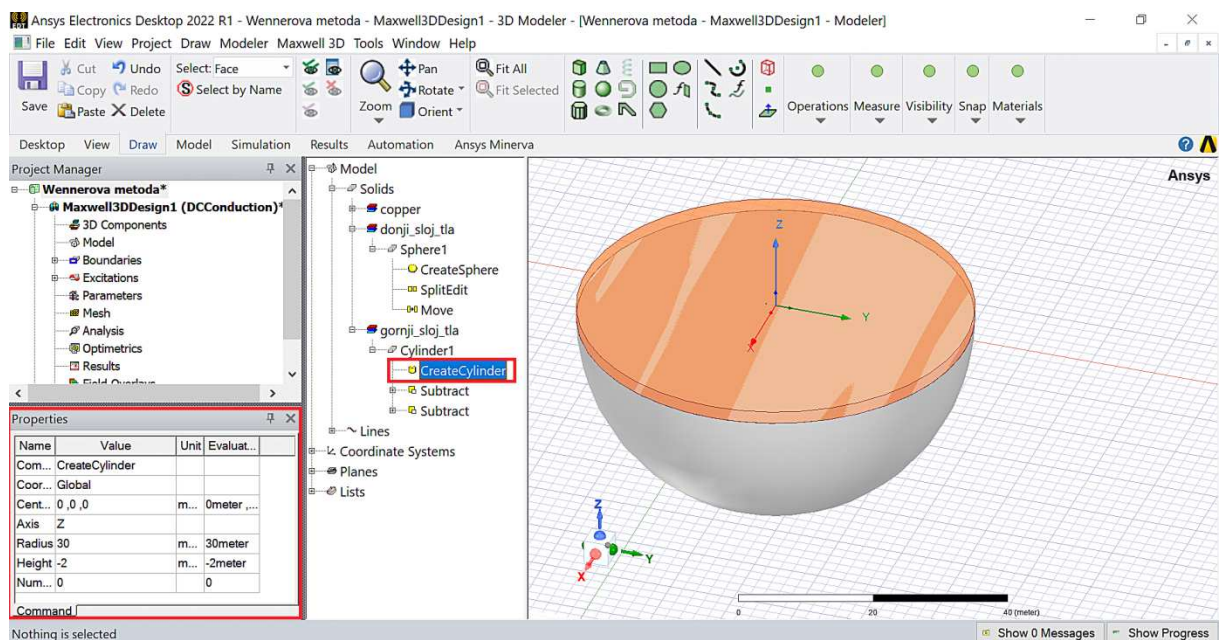 Ansys Electronics Desktop 2022 R1 - Wennerova metoda - Maxwell3DDesign1 - 3D Modeler - [Wennerova metoda - Maxwell3DDesign1 - Modeler]
File Edit View Project Draw Modeler Maxwell 3D Tools Window Help
Save
Cut Undo
Copy Redo
Paste Delete
Select: Face
Select by Name
Zoom
Pan
Rotate
Orient
Fit All
Fit Selected
Operations Measure Visibility Snap Materials
Desktop View Draw Model Simulation Results Automation Ansys Minerva
Project Manager
Wennerova metoda*
Maxwell3DDesign1 (DCConduction)*
3D Components
Model
Boundaries
Excitations
Parameters
Mesh
Analysis
Optimetrics
Results
Field Overlays
Properties
Name Value Unit Evaluat...
Com... CreateCylinder
Coor... Global
Cent... 0 ,0 ,0 m... 0meter ,...
Axis Z
Radius 30 m... 30meter
Height -2 m... -2meter
Num... 0 0
Command
Model
Solids
copper
donji_sloj_tla
Sphere1
CreateSphere
SplitEdit
Move
gornji_sloj_tla
Cylinder1
CreateCylinder
Subtract
Subtract
Lines
Coordinate Systems
Planes
Lists
Ansys
Z
Y
X
Z
Y
X
0 20 40 (meter)
Nothing is selected
Show 0 Messages
Show Progress